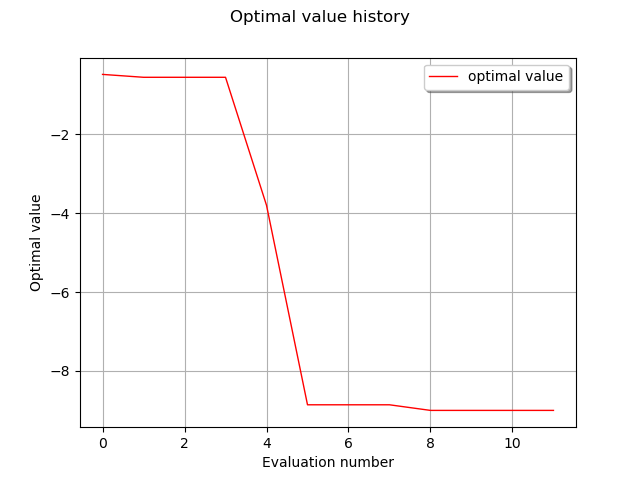 Optimal value history
optimal value
Optimal value
−2
−4
−6
−8
0 2 4 6 8 10
Evaluation number